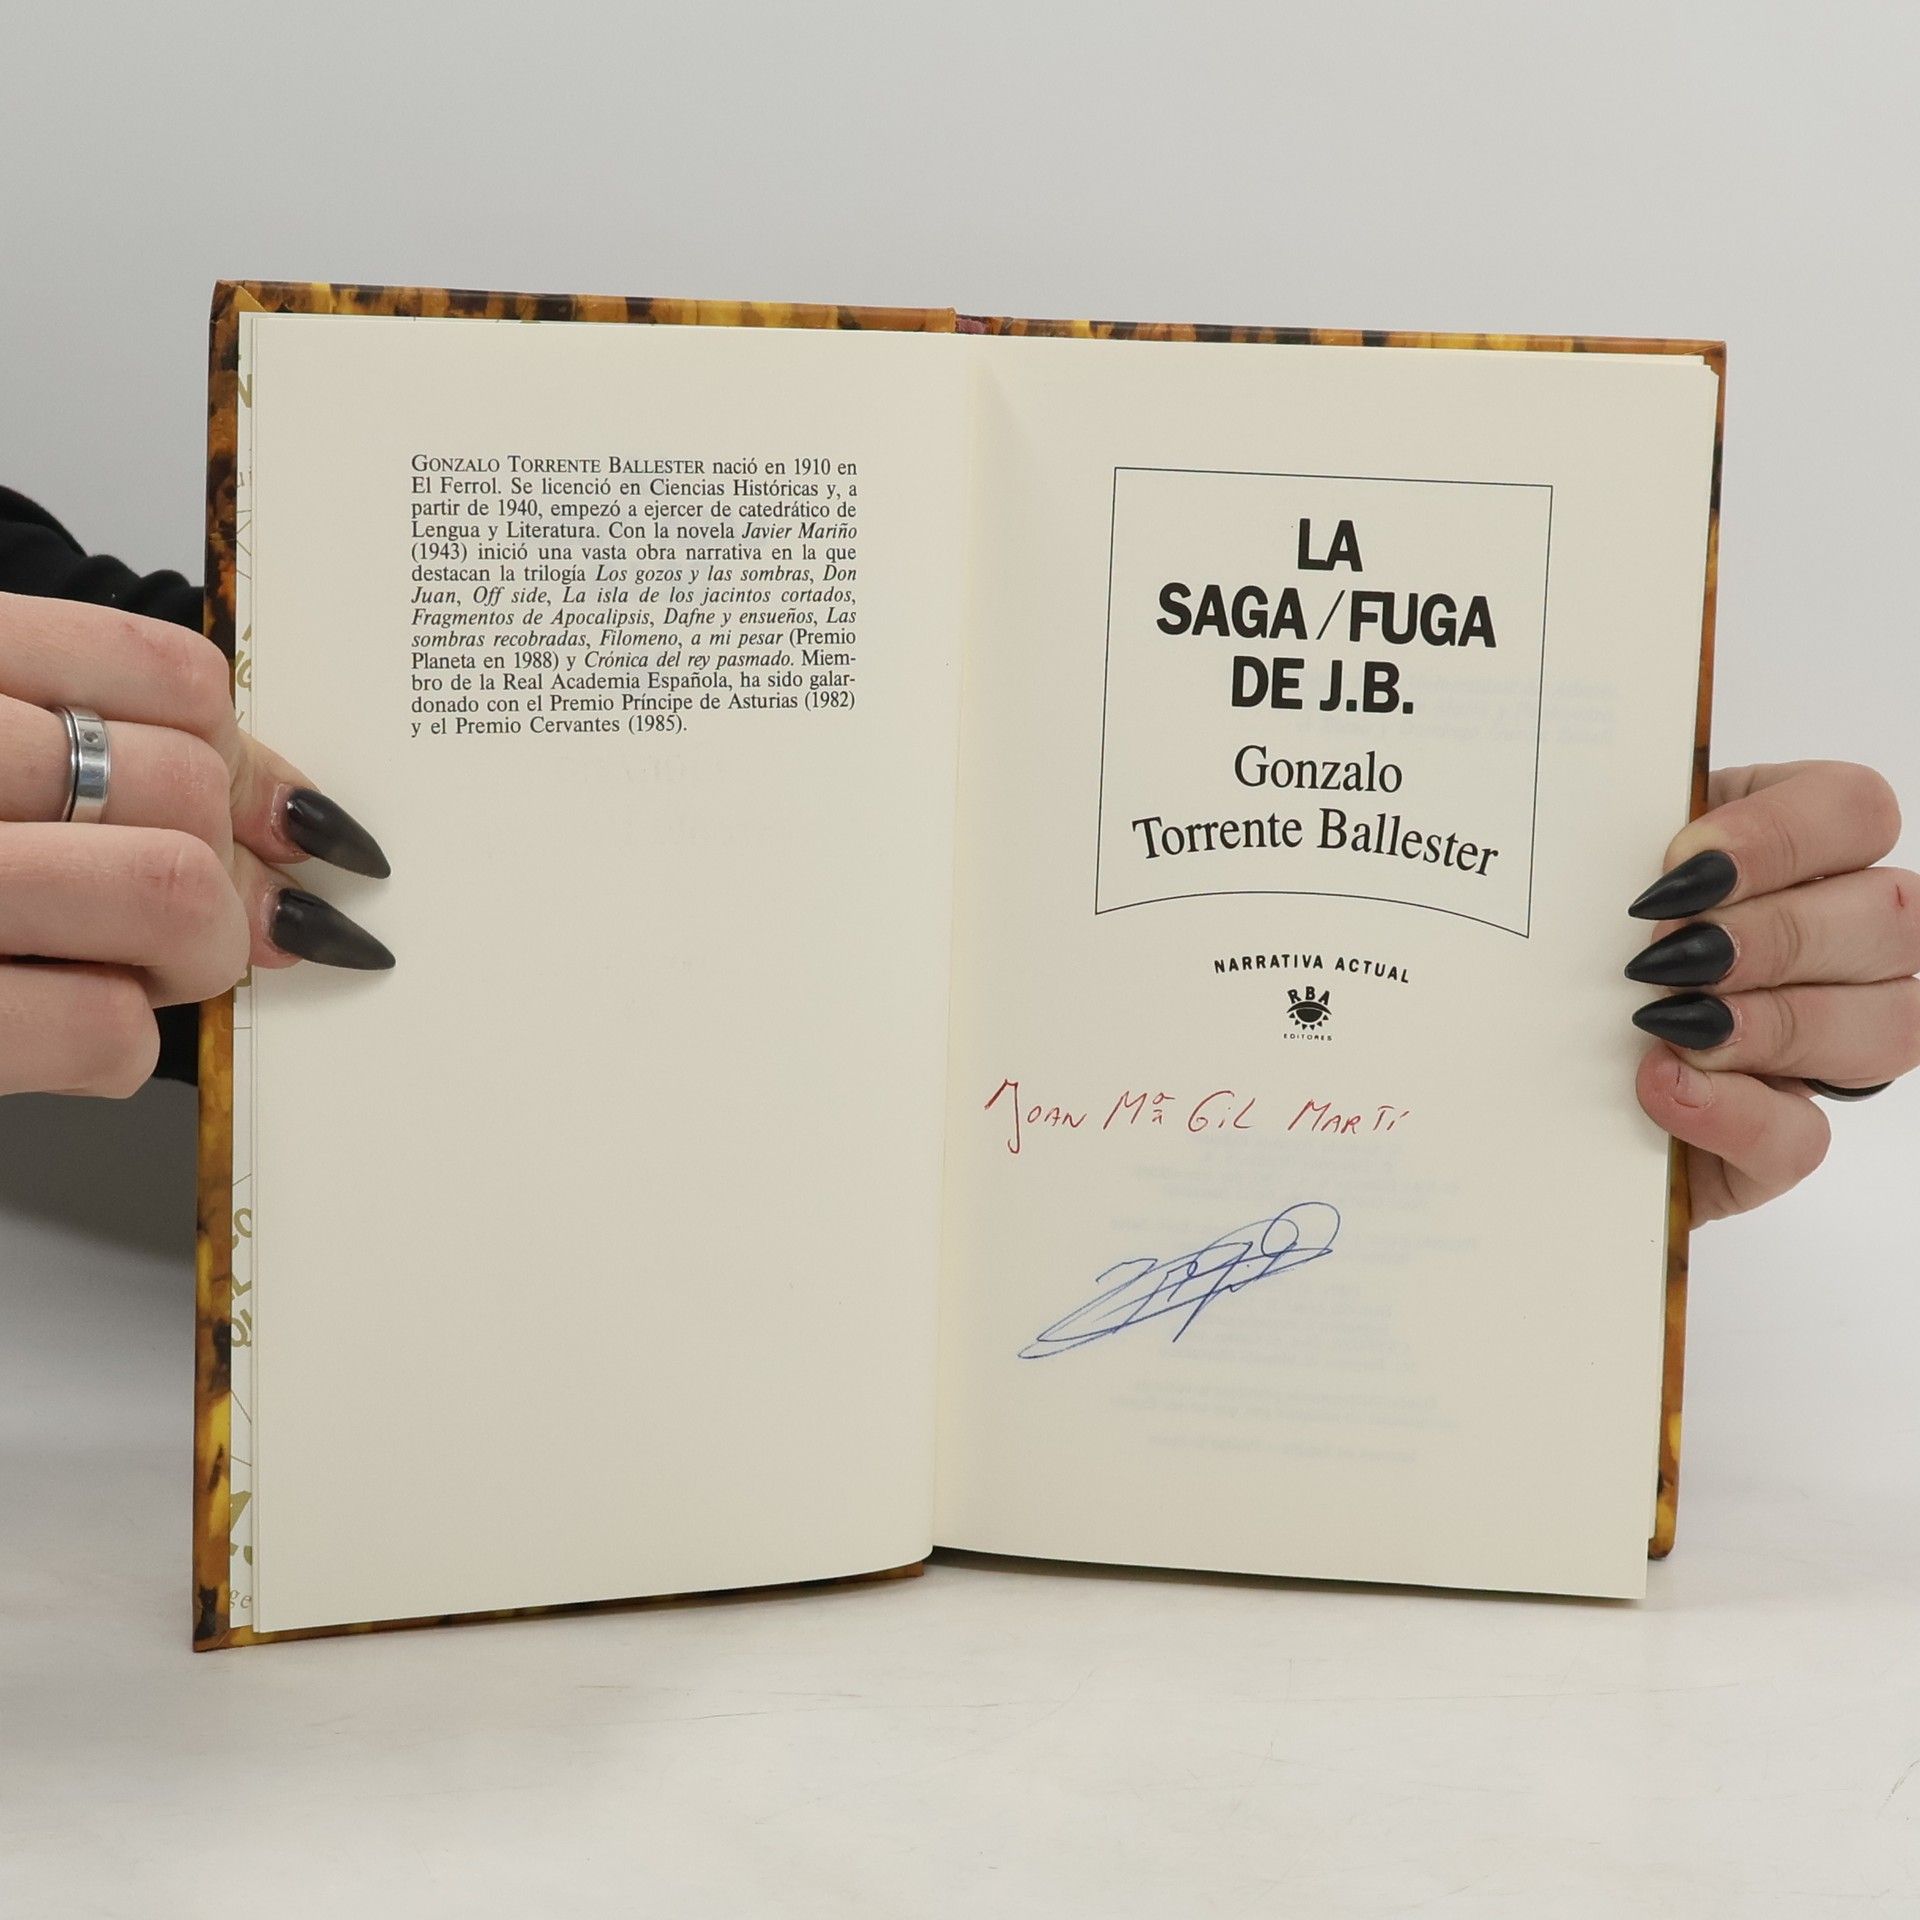 GONZALO TORRENTE BALLESTER nació en 1910 en
El Ferrol. Se licenció en Ciencias Históricas y, a
partir de 1940, empezó a ejercer de catedrático de
Lengua y Literatura. Con la novela Javier Mariño
(1943) inició una vasta obra narrativa en la que
destacan la trilogía Los gozos y las sombras, Don
Juan, Off side, La isla de los jacintos cortados,
Fragmentos de Apocalipsis, Dafne y ensueños, Las
sombras recobradas, Filomeno, a mi pesar (Premio
Planeta en 1988) y Crónica del rey pasmado. Miem-
bro de la Real Academia Española, ha sido galar-
donado con el Premio Príncipe de Asturias (1982)
y el Premio Cervantes (1985).
LA
SAGA/FUGA
DE J.B.
Gonzalo
Torrente Ballester
NARRATIVA ACTUAL
RBA
EDITORES
JOAN Mª GIL MARTÍ